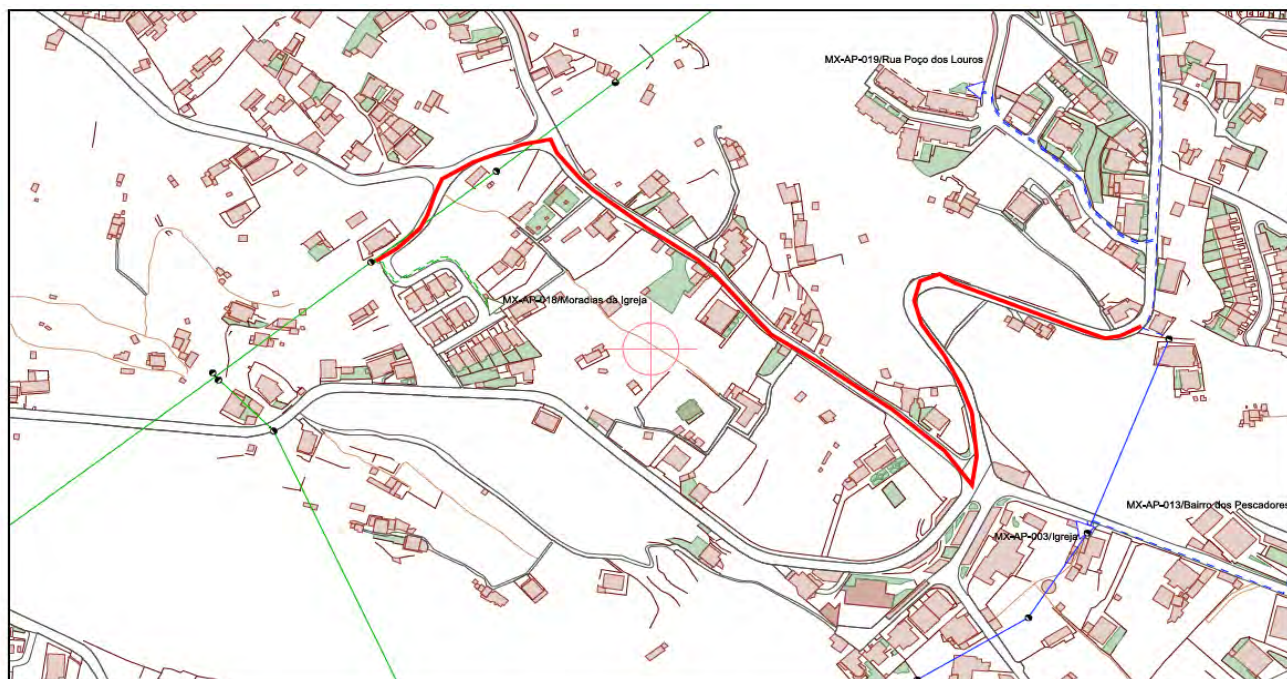 MX-AP-019/Rua Poço dos Louros
MX-AP-018/Moradias da Igreja
MX-AP-013/Bairro dos Pescadores
MX-AP-003/Igreja